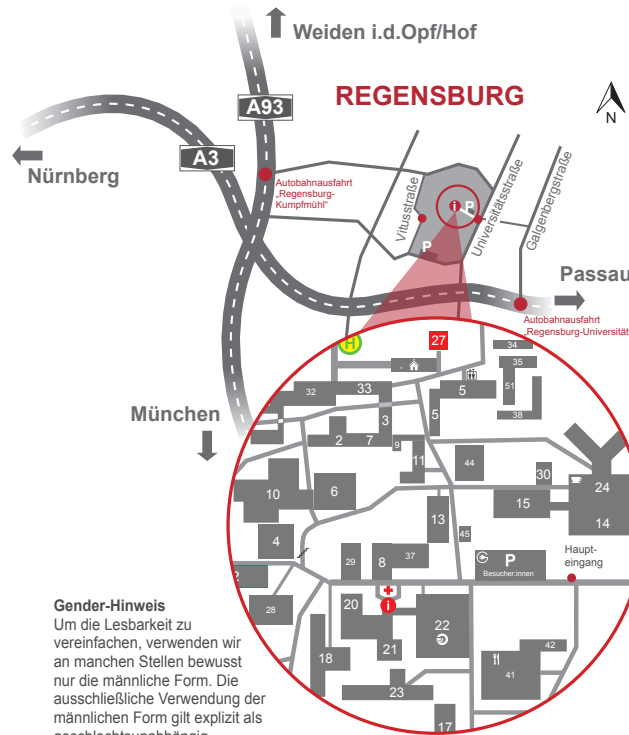 Weiden i.d.Opf/Hof
A93
REGENSBURG
N
A3
Nürnberg
Autobahnausfahrt
„Regensburg-
Kumpfmühl“
Vitusstraße
i
P
P
Universitätsstraße
Galgenbergstraße
Passau
Autobahnausfahrt
„Regensburg-Universität
München
H
27
34
35
32
33
5
51
3
5
38
2
7
9
11
44
30
24
10
6
15
14
13
4
45
29
8
37
P
Besucher:innen
Haupt-
eingang
28
20
i
22
42
21
18
41
23
17
Gender-Hinweis
Um die Lesbarkeit zu
vereinfachen, verwenden wir
an manchen Stellen bewusst
nur die männliche Form. Die
ausschließliche Verwendung der
männlichen Form gilt explizit als
geschlechtsunabhängig